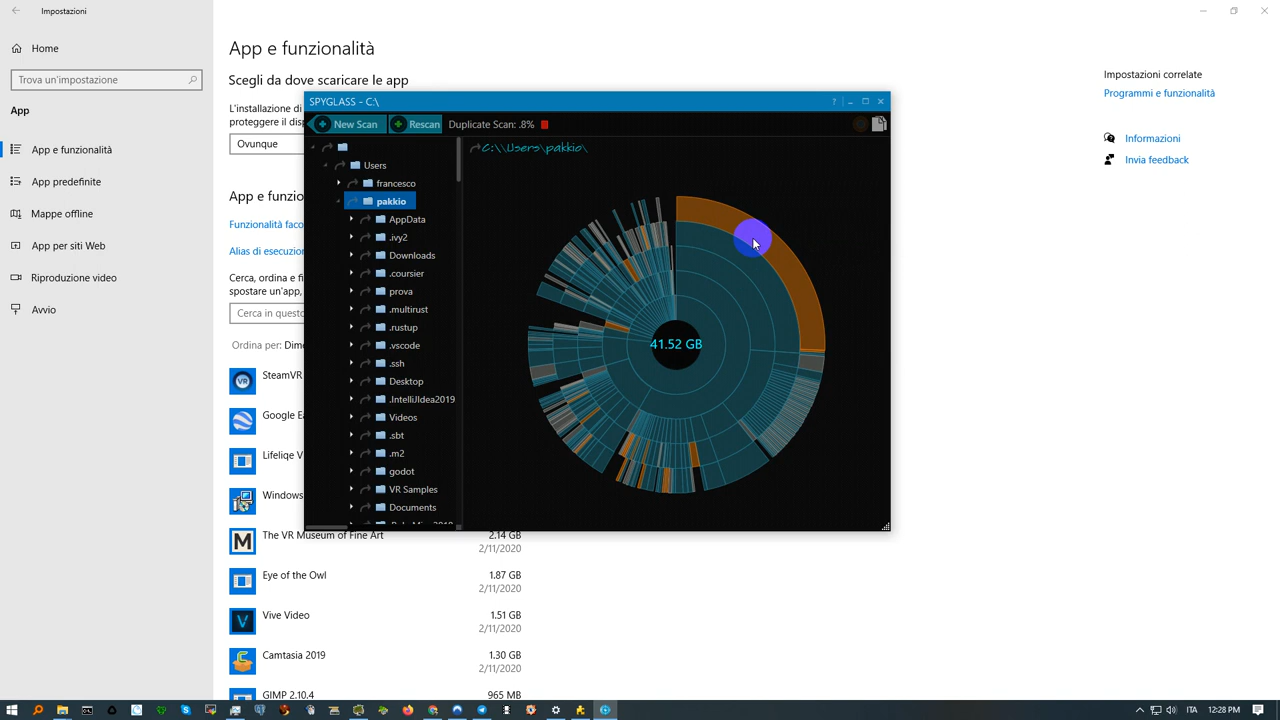 Impostazioni
Home
Trova un'impostazione
App
App e funzionalità
App predefinite
Mappe offline
App per siti Web
Riproduzione video
Avvio
App e funzionalità
Scegli da dove scaricare le app
L'installazione di
proteggere il disp
Ovunque
App e funzio
Funzionalità faco
Alias di esecuzion
Cerca, ordina e fi
spostare un'app,
Cerca in questo
Ordina per: Dime
SteamVR
Google Ea
Lifeliqe V
Windows
The VR Museum of Fine Art
2.14 GB
2/11/2020
Eye of the Owl
1.87 GB
2/11/2020
Vive Video
1.51 GB
2/11/2020
Camtasia 2019
1.30 GB
2/11/2020
GIMP 2.10.4
965 MB
SPYGLASS - C:\
?
New Scan
Rescan
Duplicate Scan: .8%
Users
francesco
pakkio
AppData
.ivy2
Downloads
.coursier
prova
.multirust
.rustup
.vscode
.ssh
Desktop
.IntelliJIdea2019
Videos
.sbt
.m2
godot
VR Samples
Documents
C:\\Users\pakkio\
41.52 GB
Impostazioni correlate
Programmi e funzionalità
Informazioni
Invia feedback
ITA
12:28 PM